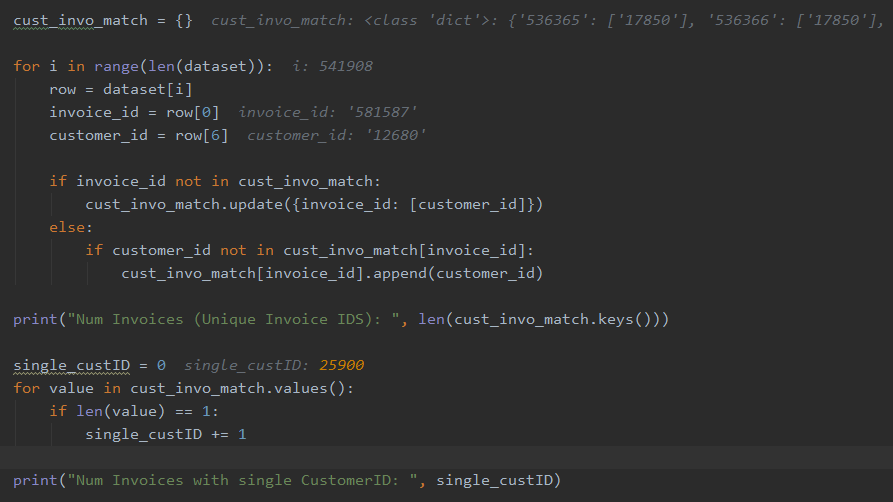 cust_invo_match = {}  cust_invo_match: <class 'dict'>: {'536365': ['17850'], '536366': ['17850'],
for i in range(len(dataset)):  i: 541908
    row = dataset[i]
    invoice_id = row[0]  invoice_id: '581587'
    customer_id = row[6]  customer_id: '12680'
    if invoice_id not in cust_invo_match:
        cust_invo_match.update({invoice_id: [customer_id]})
    else:
        if customer_id not in cust_invo_match[invoice_id]:
            cust_invo_match[invoice_id].append(customer_id)
print("Num Invoices (Unique Invoice IDS): ", len(cust_invo_match.keys()))
single_custID = 0  single_custID: 25900
for value in cust_invo_match.values():
    if len(value) == 1:
        single_custID += 1
print("Num Invoices with single CustomerID: ", single_custID)